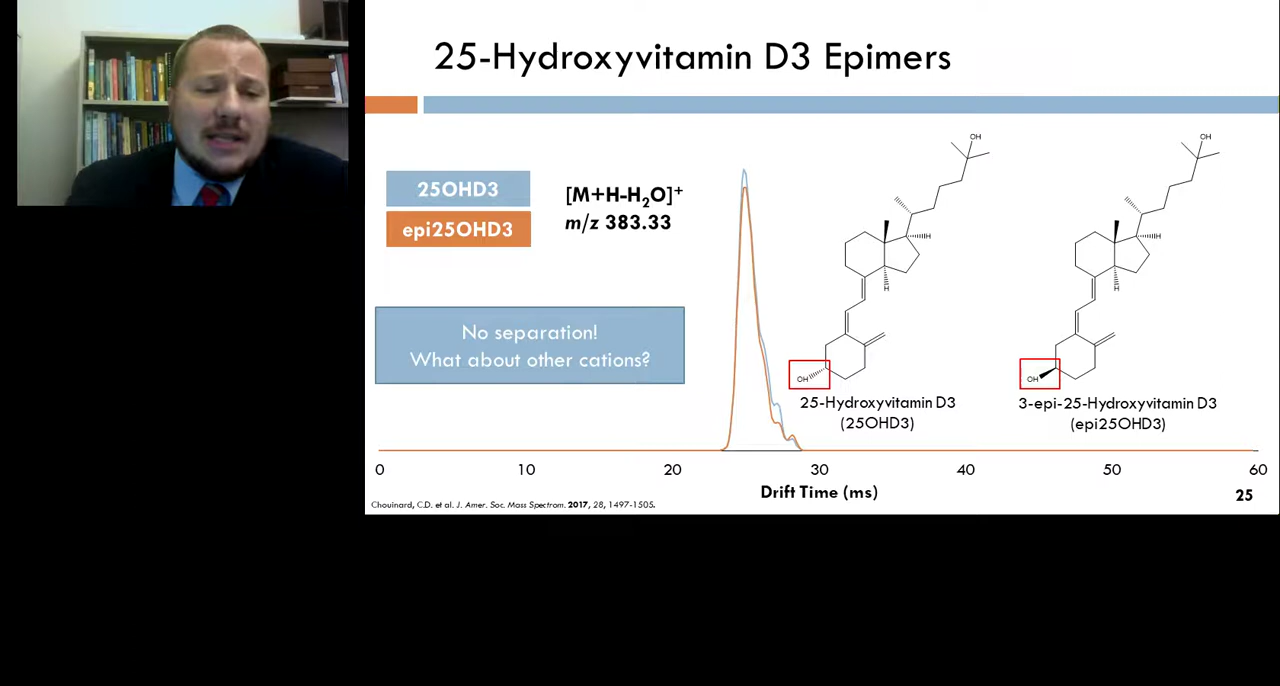 25-Hydroxyvitamin D3 Epimers
25OHD3
epi25OHD3
[M+H-H₂O]⁺
m/z 383.33
No separation!
What about other cations?
OH
H
H
OH
25-Hydroxyvitamin D3
(25OHD3)
OH
H
H
OH
3-epi-25-Hydroxyvitamin D3
(epi25OHD3)
0 10 20 30 40 50 60
Drift Time (ms)
25
Chouinard, C.D. et al. J. Amer. Soc. Mass Spectrom. 2017, 28, 1497-1505.